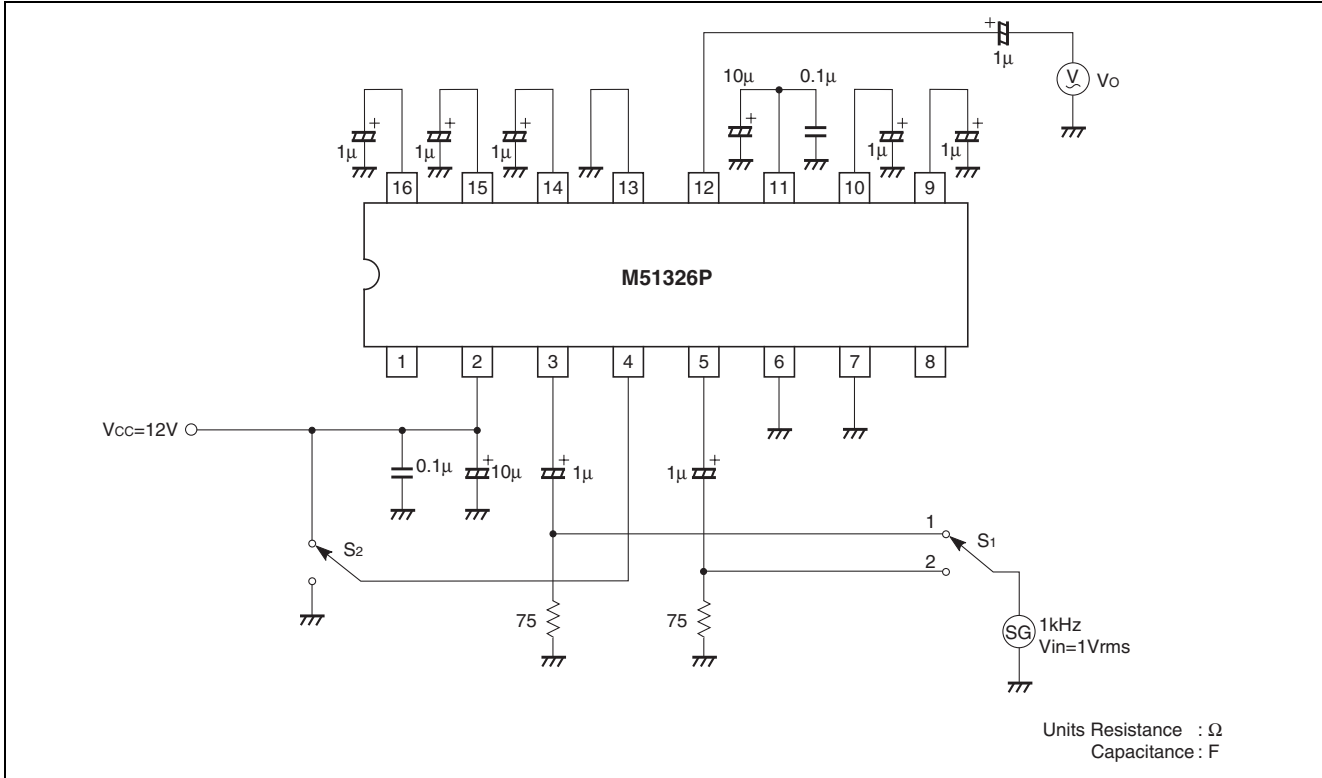 +
1µ
V
VO
10µ
0.1µ
+
+
+
+
+
+
1µ
1µ
1µ
1µ
1µ
16
15
14
13
12
11
10
9
M51326P
1
2
3
4
5
6
7
8
VCC=12V
0.1µ
+
10µ
+
1µ
+
1µ
1
S1
2
S2
75
75
SG
1kHz
Vin=1Vrms
Units Resistance : Ω
Capacitance : F